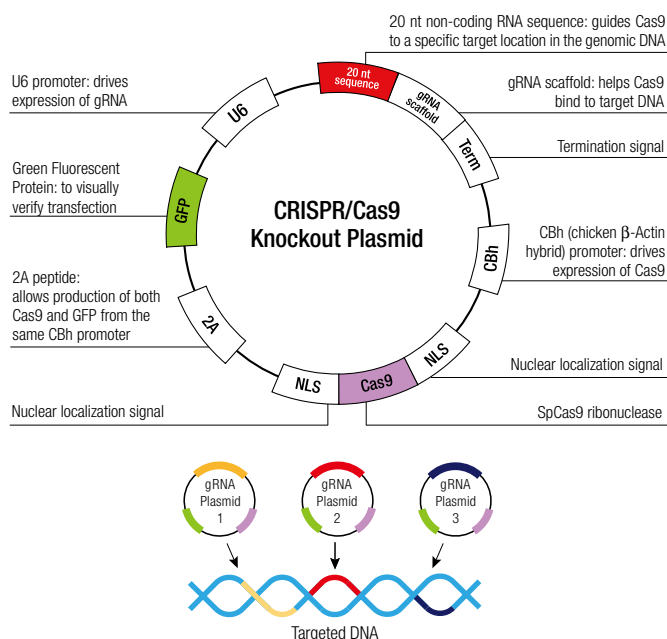 20 nt non-coding RNA sequence: guides Cas9
to a specific target location in the genomic DNA
U6 promoter: drives
expression of gRNA
gRNA scaffold: helps Cas9
bind to target DNA
Termination signal
Green Fluorescent
Protein: to visually
verify transfection
CBh (chicken β-Actin
hybrid) promoter: drives
expression of Cas9
2A peptide:
allows production of both
Cas9 and GFP from the
same CBh promoter
Nuclear localization signal
Nuclear localization signal
SpCas9 ribonuclease
20 nt
sequence
gRNA
scaffold
Term
CBh
NLS
Cas9
NLS
2A
GFP
U6
CRISPR/Cas9
Knockout Plasmid
gRNA
Plasmid
1
gRNA
Plasmid
2
gRNA
Plasmid
3
Targeted DNA